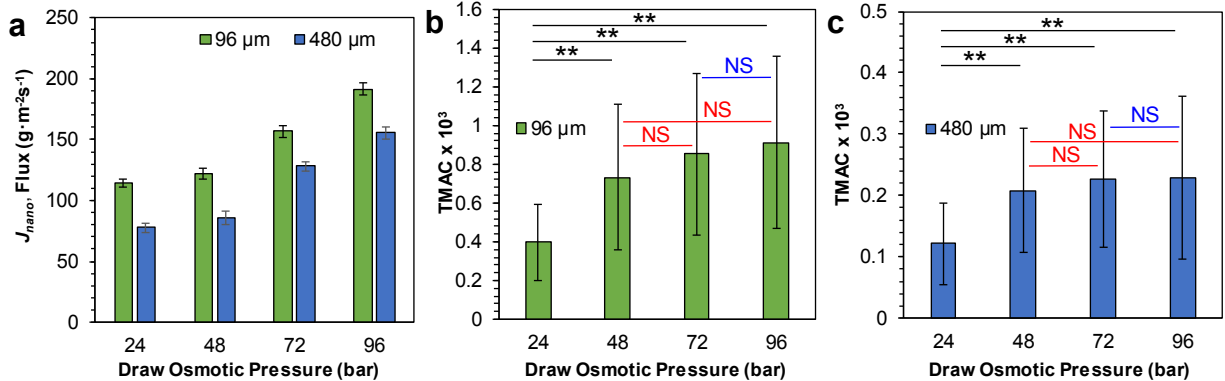 a
96 µm 480 µm
J_nano, Flux (g·m⁻²s⁻¹)
250
200
150
100
50
0
24 48 72 96
Draw Osmotic Pressure (bar)
b
TMAC x 10³
1.6
1.4
1.2
1
0.8
0.6
0.4
0.2
0
**
**
**
NS
NS
NS
96 µm
24 48 72 96
Draw Osmotic Pressure (bar)
c
TMAC x 10³
0.5
0.4
0.3
0.2
0.1
0.0
**
**
**
NS
NS
NS
480 µm
24 48 72 96
Draw Osmotic Pressure (bar)